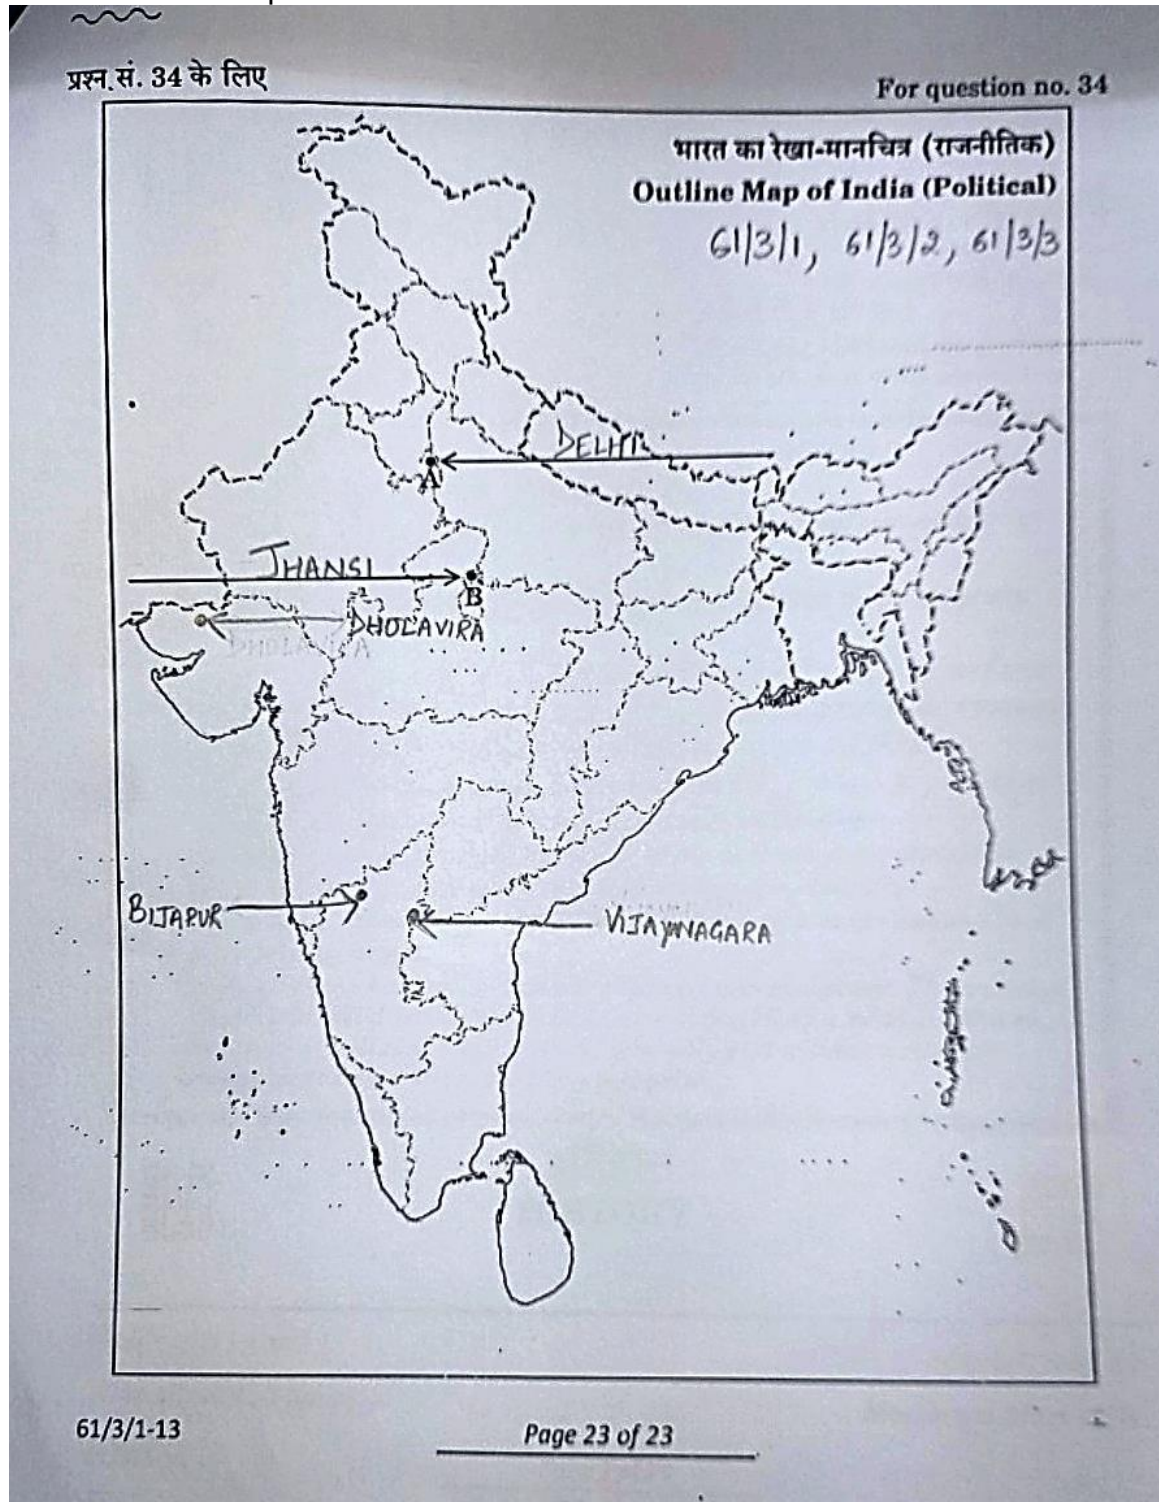 प्रश्न सं. 34 के लिए
For question no. 34
भारत का रेखा-मानचित्र (राजनीतिक)
Outline Map of India (Political)
61/3/1, 61/3/2, 61/3/3
DELHI
A
JHANSI
B
DHOLAVIRA
BIJAPUR
VIJAYNAGARA
61/3/1-13
Page 23 of 23